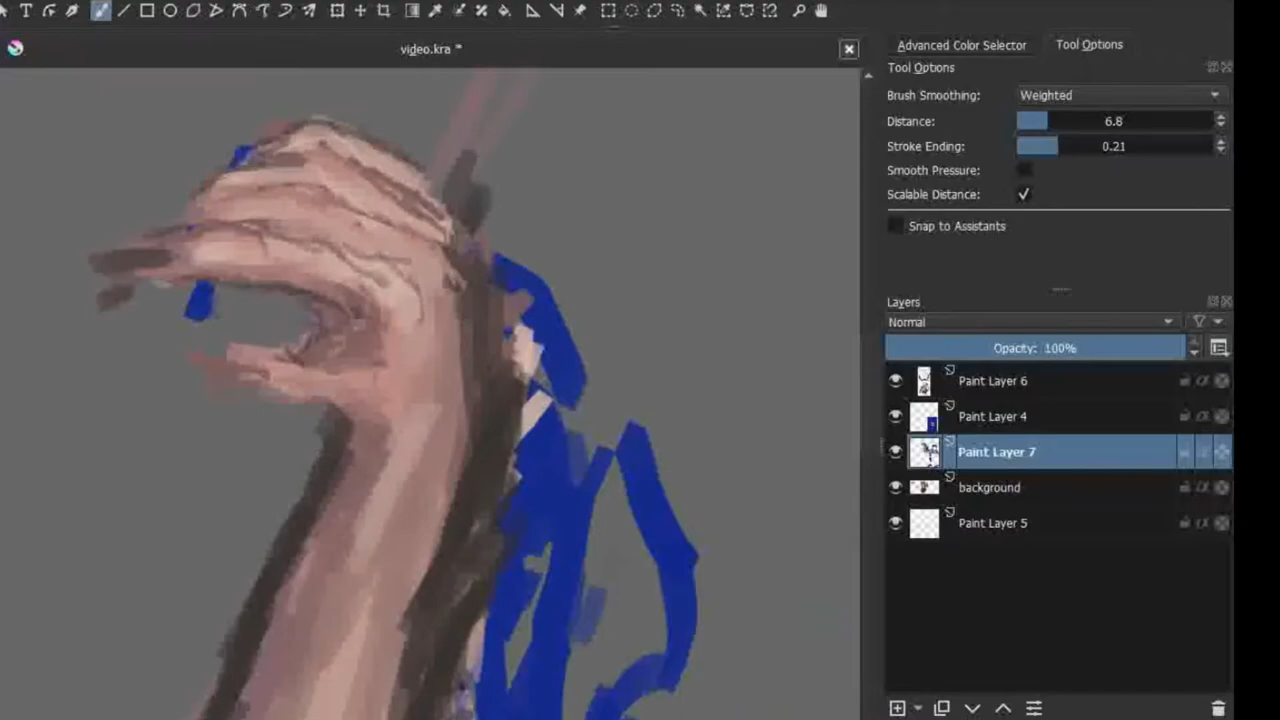 video.kra *
Advanced Color Selector
Tool Options
Tool Options
Brush Smoothing:
Weighted
Distance:
6.8
Stroke Ending:
0.21
Smooth Pressure:
Scalable Distance:
Snap to Assistants
Layers
Normal
Opacity: 100%
Paint Layer 6
Paint Layer 4
Paint Layer 7
background
Paint Layer 5